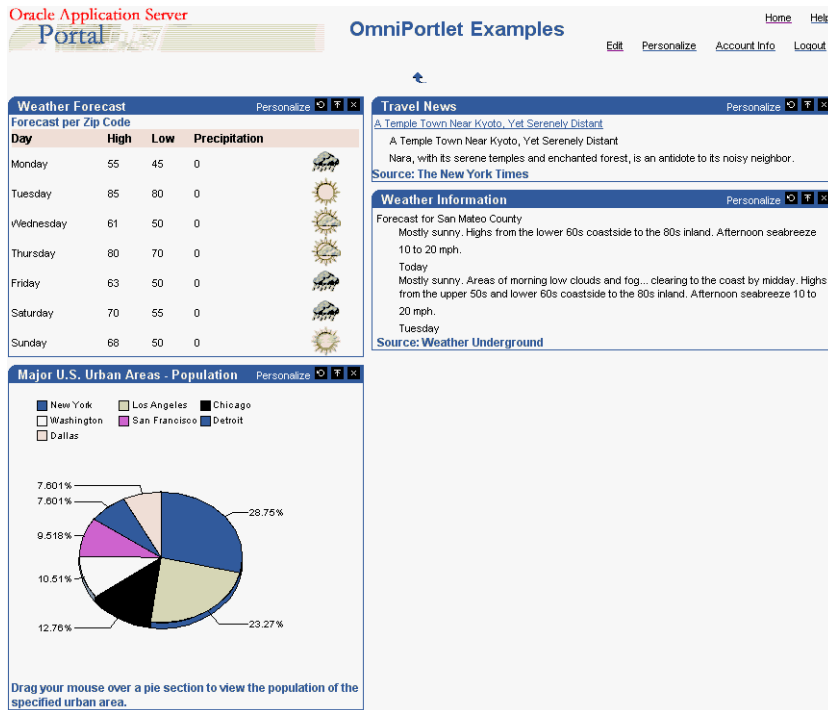 Oracle Application Server
Portal
OmniPortlet Examples
Home Help
Edit Personalize Account Info Logout
Weather Forecast Personalize
Forecast per Zip Code
Day High Low Precipitation
Monday 55 45 0
Tuesday 85 80 0
Wednesday 61 50 0
Thursday 80 70 0
Friday 63 50 0
Saturday 70 55 0
Sunday 68 50 0
Travel News Personalize
A Temple Town Near Kyoto, Yet Serenely Distant
A Temple Town Near Kyoto, Yet Serenely Distant
Nara, with its serene temples and enchanted forest, is an antidote to its noisy neighbor.
Source: The New York Times
Weather Information Personalize
Forecast for San Mateo County
Mostly sunny. Highs from the lower 60s coastside to the 80s inland. Afternoon seabreeze
10 to 20 mph.
Today
Mostly sunny. Areas of morning low clouds and fog... clearing to the coast by midday. Highs
from the upper 50s and lower 60s coastside to the 80s inland. Afternoon seabreeze 10 to
20 mph.
Tuesday
Source: Weather Underground
Major U.S. Urban Areas - Population Personalize
New York Los Angeles Chicago
Washington San Francisco Detroit
Dallas
7.601%
7.601%
28.75%
9.518%
10.51%
12.76%
23.27%
Drag your mouse over a pie section to view the population of the
specified urban area.